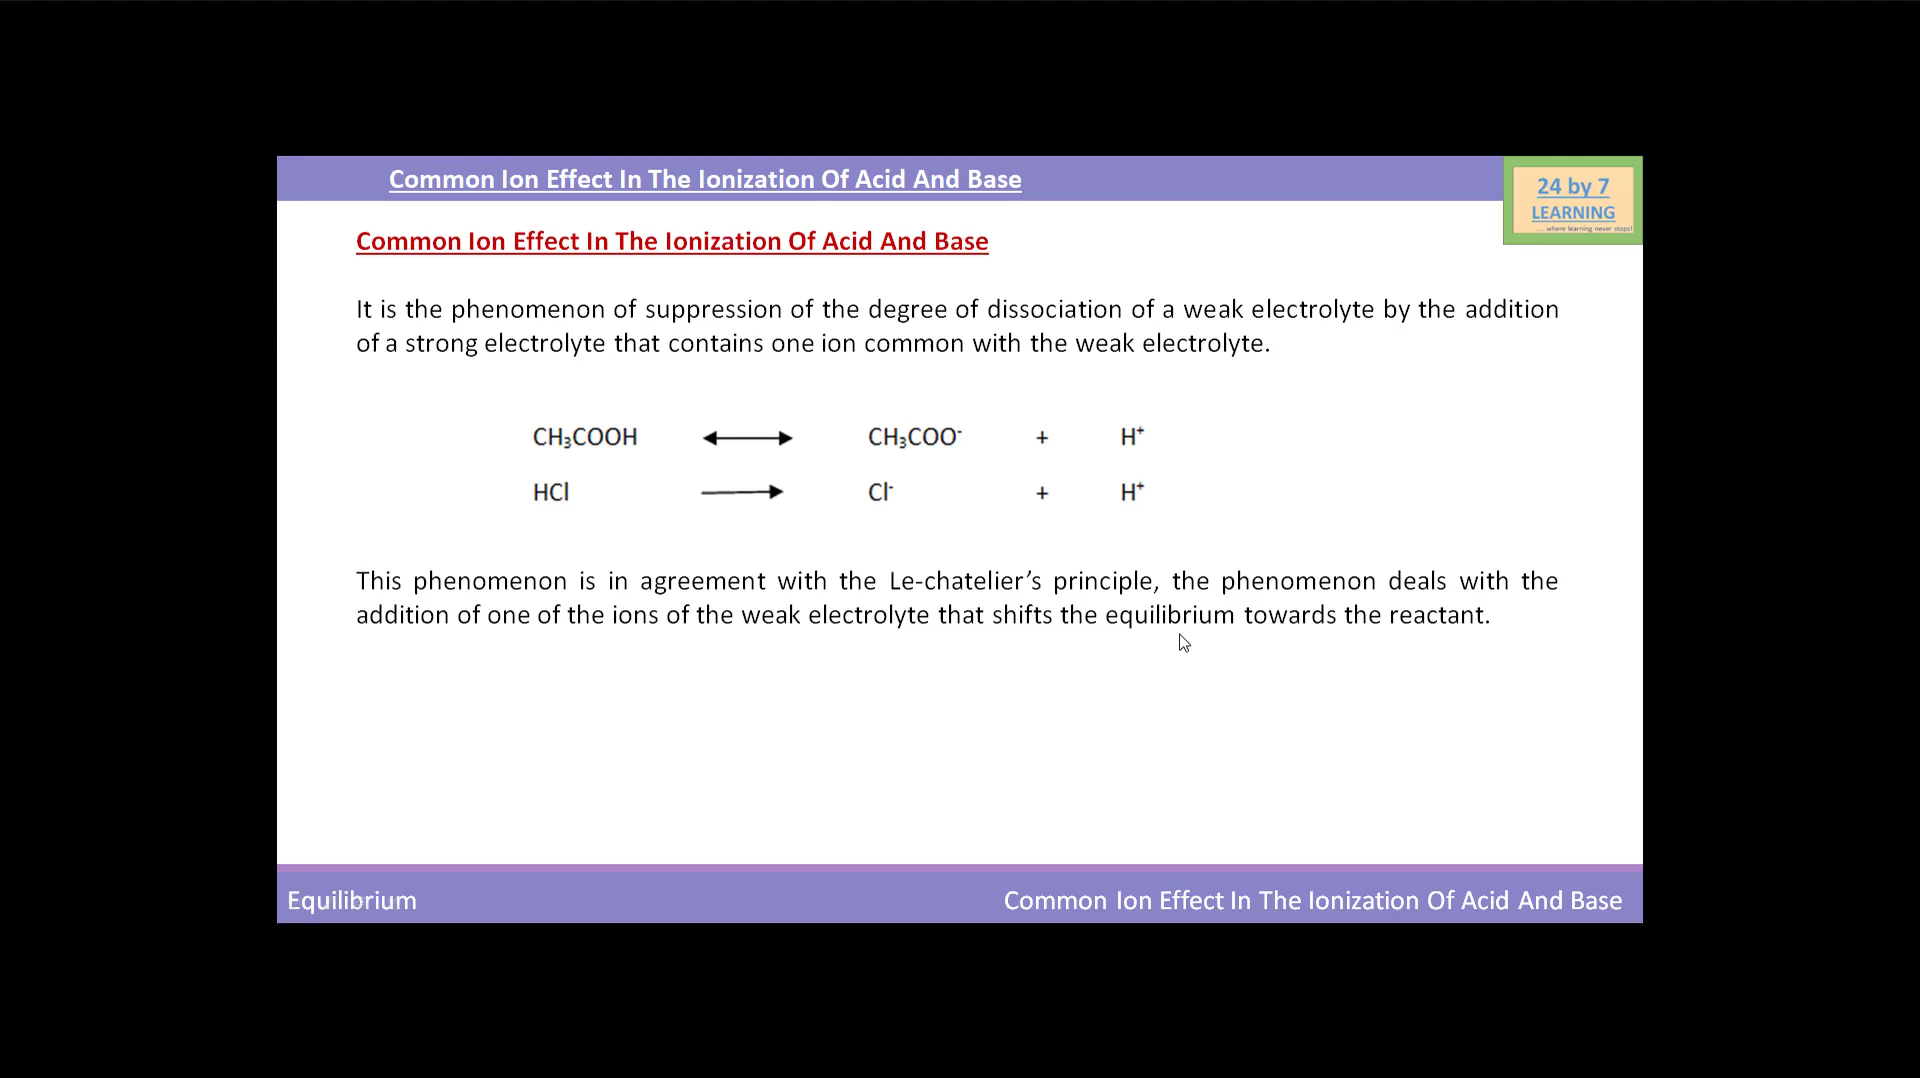 Common Ion Effect In The Ionization Of Acid And Base
24 by 7
LEARNING
.... where learning never stops!
Common Ion Effect In The Ionization Of Acid And Base
It is the phenomenon of suppression of the degree of dissociation of a weak electrolyte by the addition
of a strong electrolyte that contains one ion common with the weak electrolyte.
CH₃COOH ⟷ CH₃COO⁻ + H⁺
HCl ⟶ Cl⁻ + H⁺
This phenomenon is in agreement with the Le-chatelier’s principle, the phenomenon deals with the
addition of one of the ions of the weak electrolyte that shifts the equilibrium towards the reactant.
Equilibrium
Common Ion Effect In The Ionization Of Acid And Base